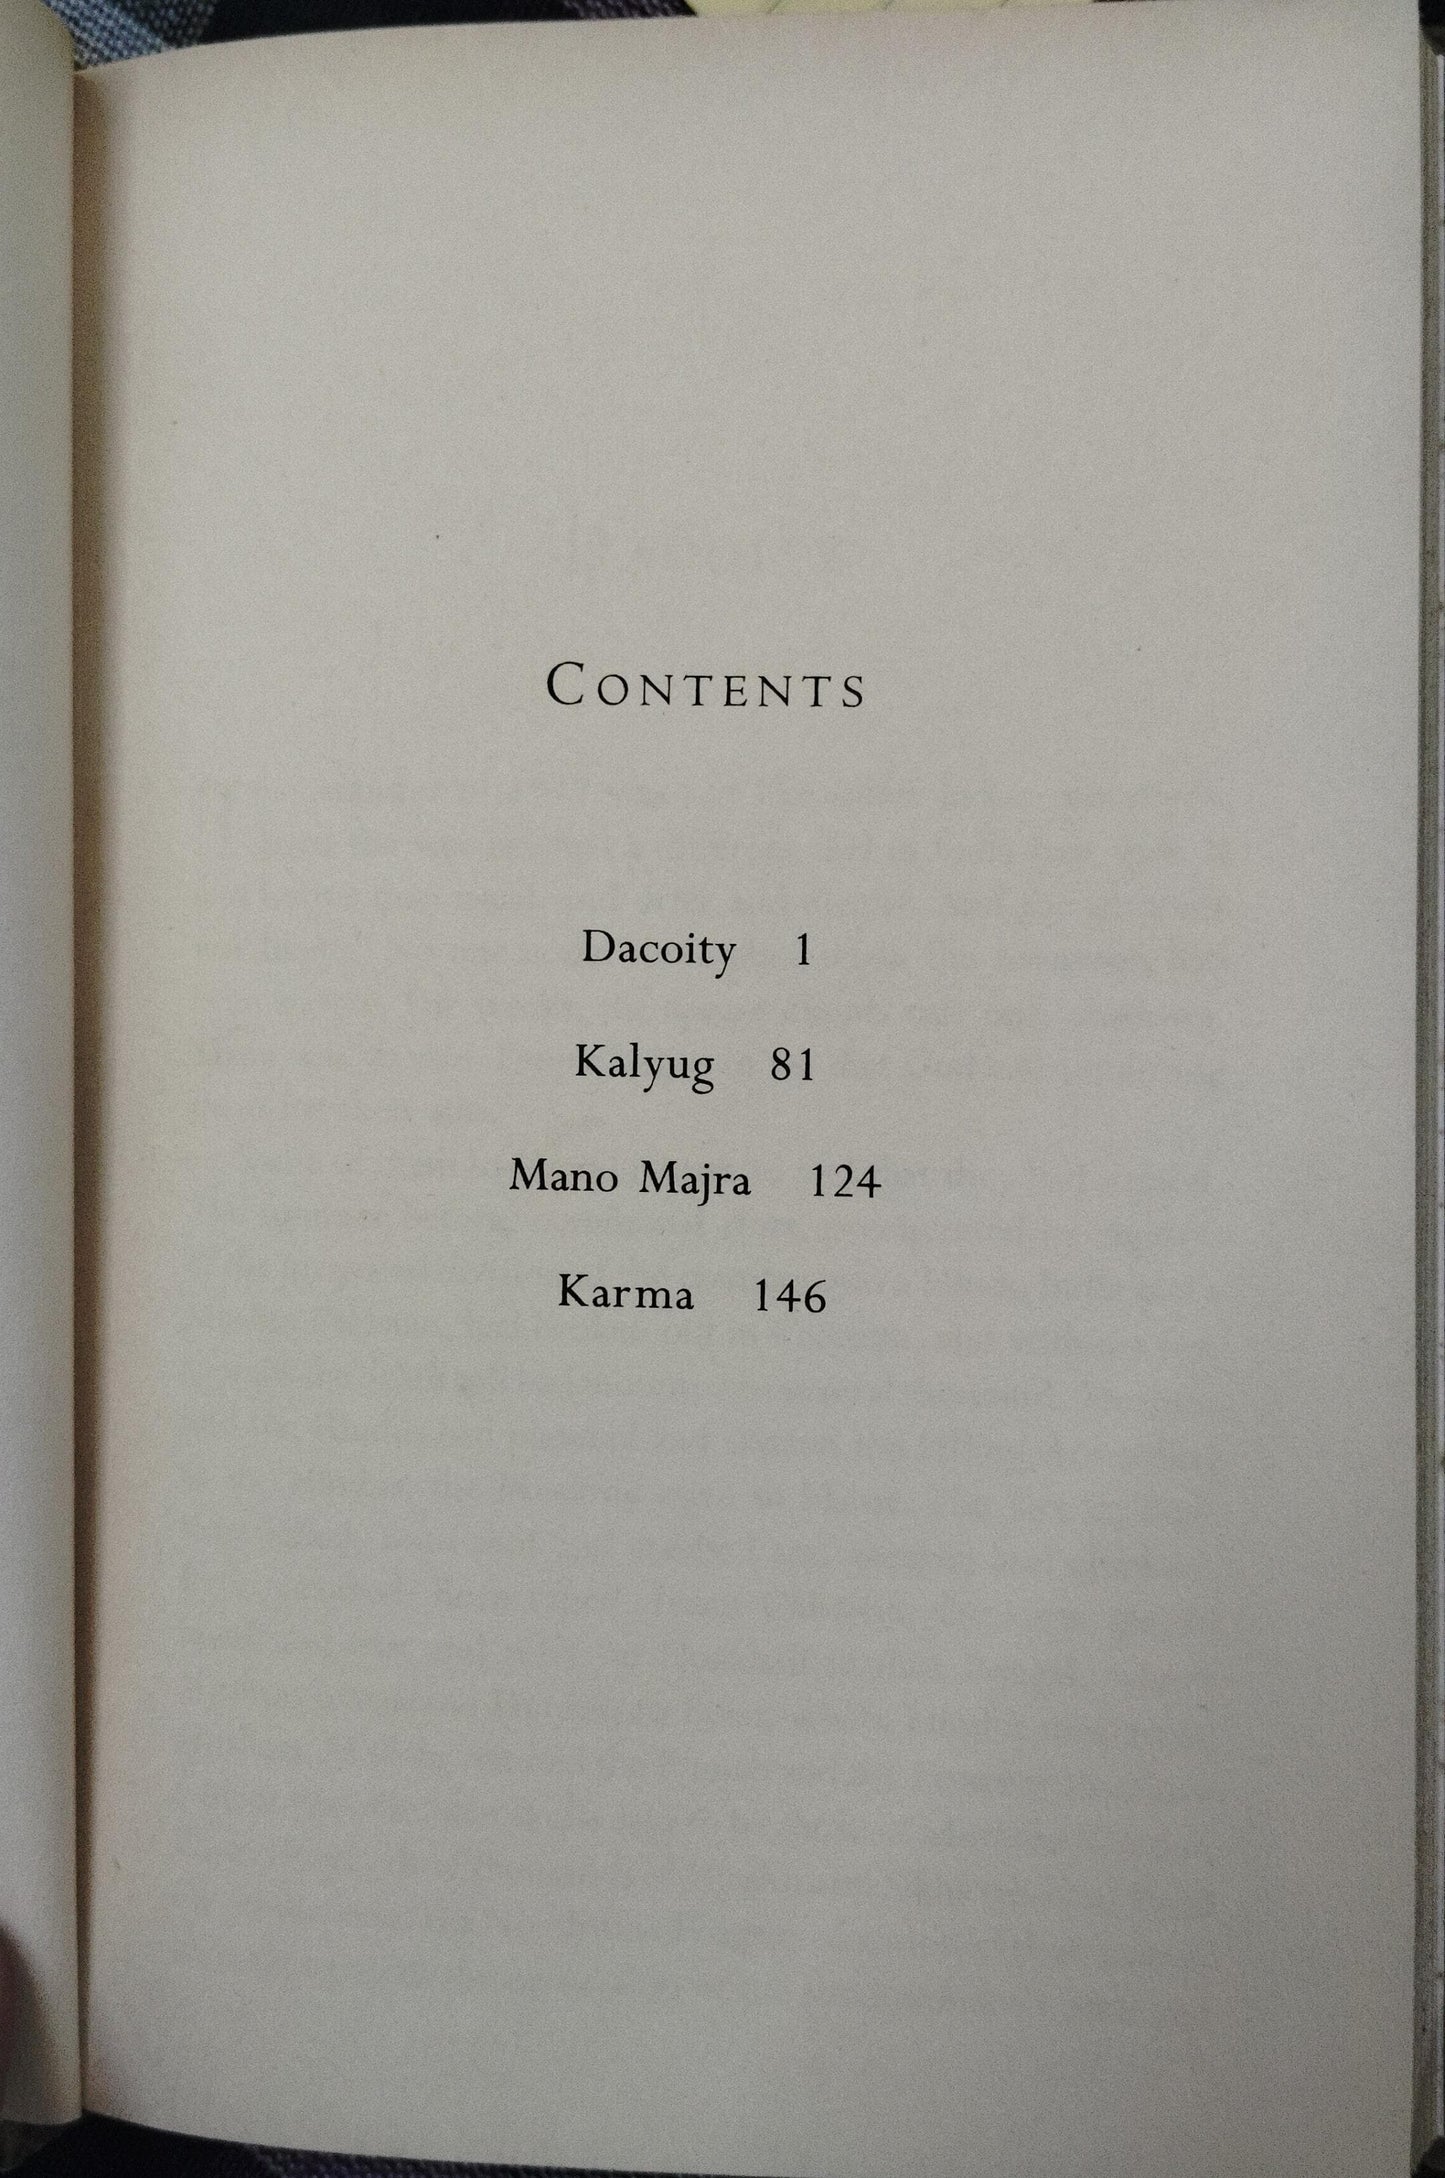 CONTENTS
Dacoity 1
Kalyug 81
Mano Majra 124
Karma 146